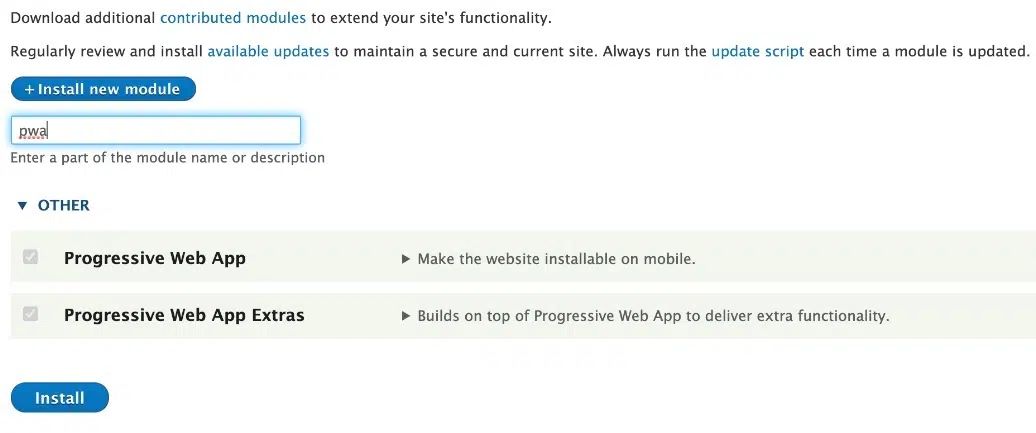 Download additional contributed modules to extend your site's functionality.
Regularly review and install available updates to maintain a secure and current site. Always run the update script each time a module is updated.
+ Install new module
pwa
Enter a part of the module name or description
▼ OTHER
Progressive Web App ► Make the website installable on mobile.
Progressive Web App Extras ► Builds on top of Progressive Web App to deliver extra functionality.
Install